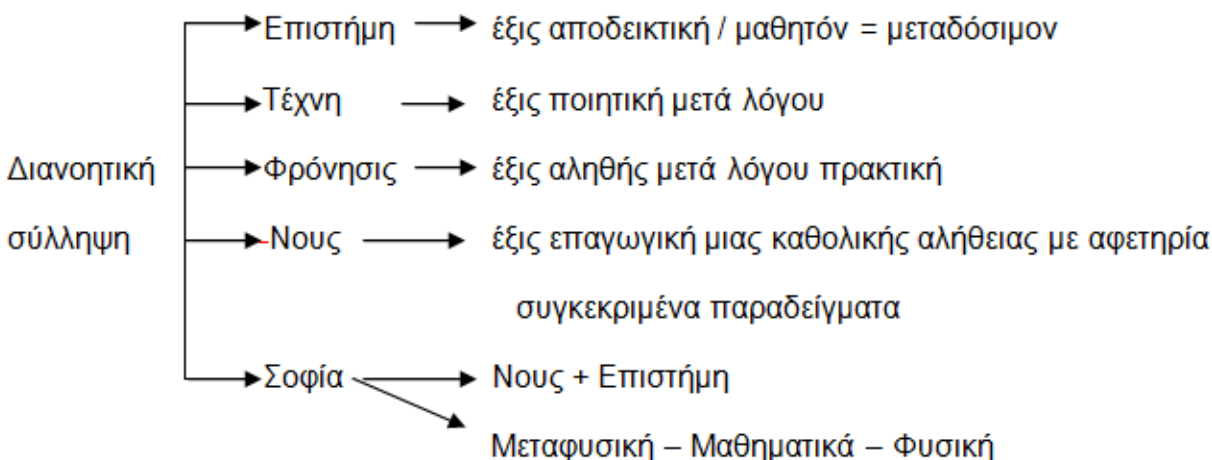 Επιστήμη έξις αποδεικτική / μαθητόν = μεταδόσιμον
Τέχνη έξις ποιητική μετά λόγου
Διανοητική Φρόνησις έξις αληθής μετά λόγου πρακτική
σύλληψη -Νους έξις επαγωγική μιας καθολικής αλήθειας με αφετηρία
συγκεκριμένα παραδείγματα
Σοφία Νους + Επιστήμη
Μεταφυσική – Μαθηματικά – Φυσική